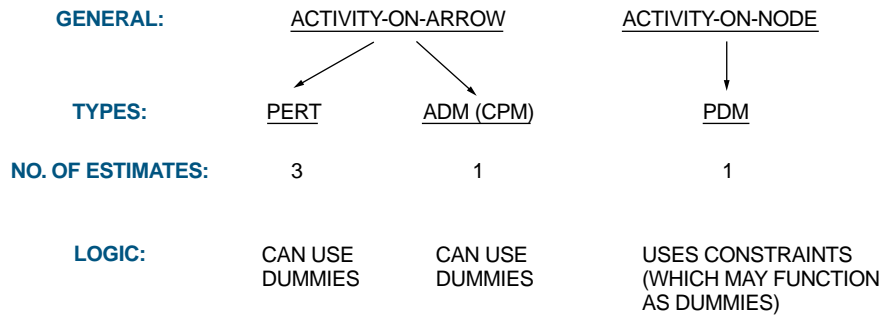 GENERAL: ACTIVITY-ON-ARROW ACTIVITY-ON-NODE
TYPES: PERT ADM (CPM) PDM
NO. OF ESTIMATES: 3 1 1
LOGIC: CAN USE CAN USE USES CONSTRAINTS
DUMMIES DUMMIES (WHICH MAY FUNCTION
AS DUMMIES)